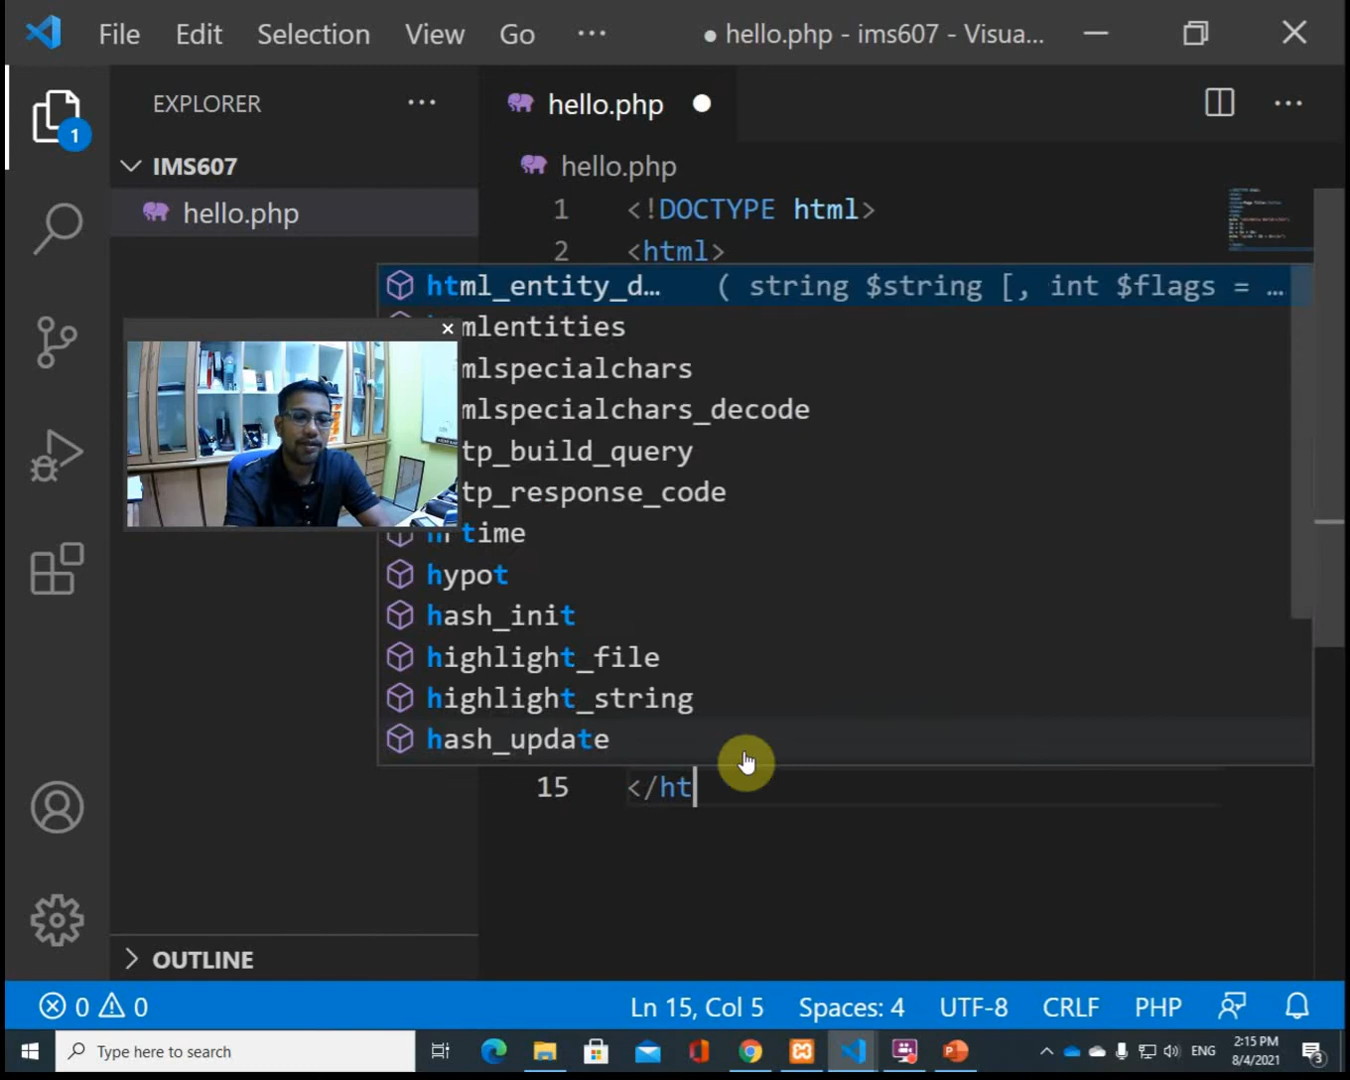 File Edit Selection View Go ··· ● hello.php - ims607 - Visua...
EXPLORER ···
hello.php ●
IMS607
hello.php
hello.php
1 <!DOCTYPE html>
2 <html>
html_entity_d... ( string $string [, int $flags = ...
mlentities
mlspecialchars
mlspecialchars_decode
tp_build_query
tp_response_code
hrtime
hypot
hash_init
highlight_file
highlight_string
hash_update
15 </ht
OUTLINE
0 0 Ln 15, Col 5 Spaces: 4 UTF-8 CRLF PHP
1
Type here to search
ENG
2:15 PM
8/4/2021
3